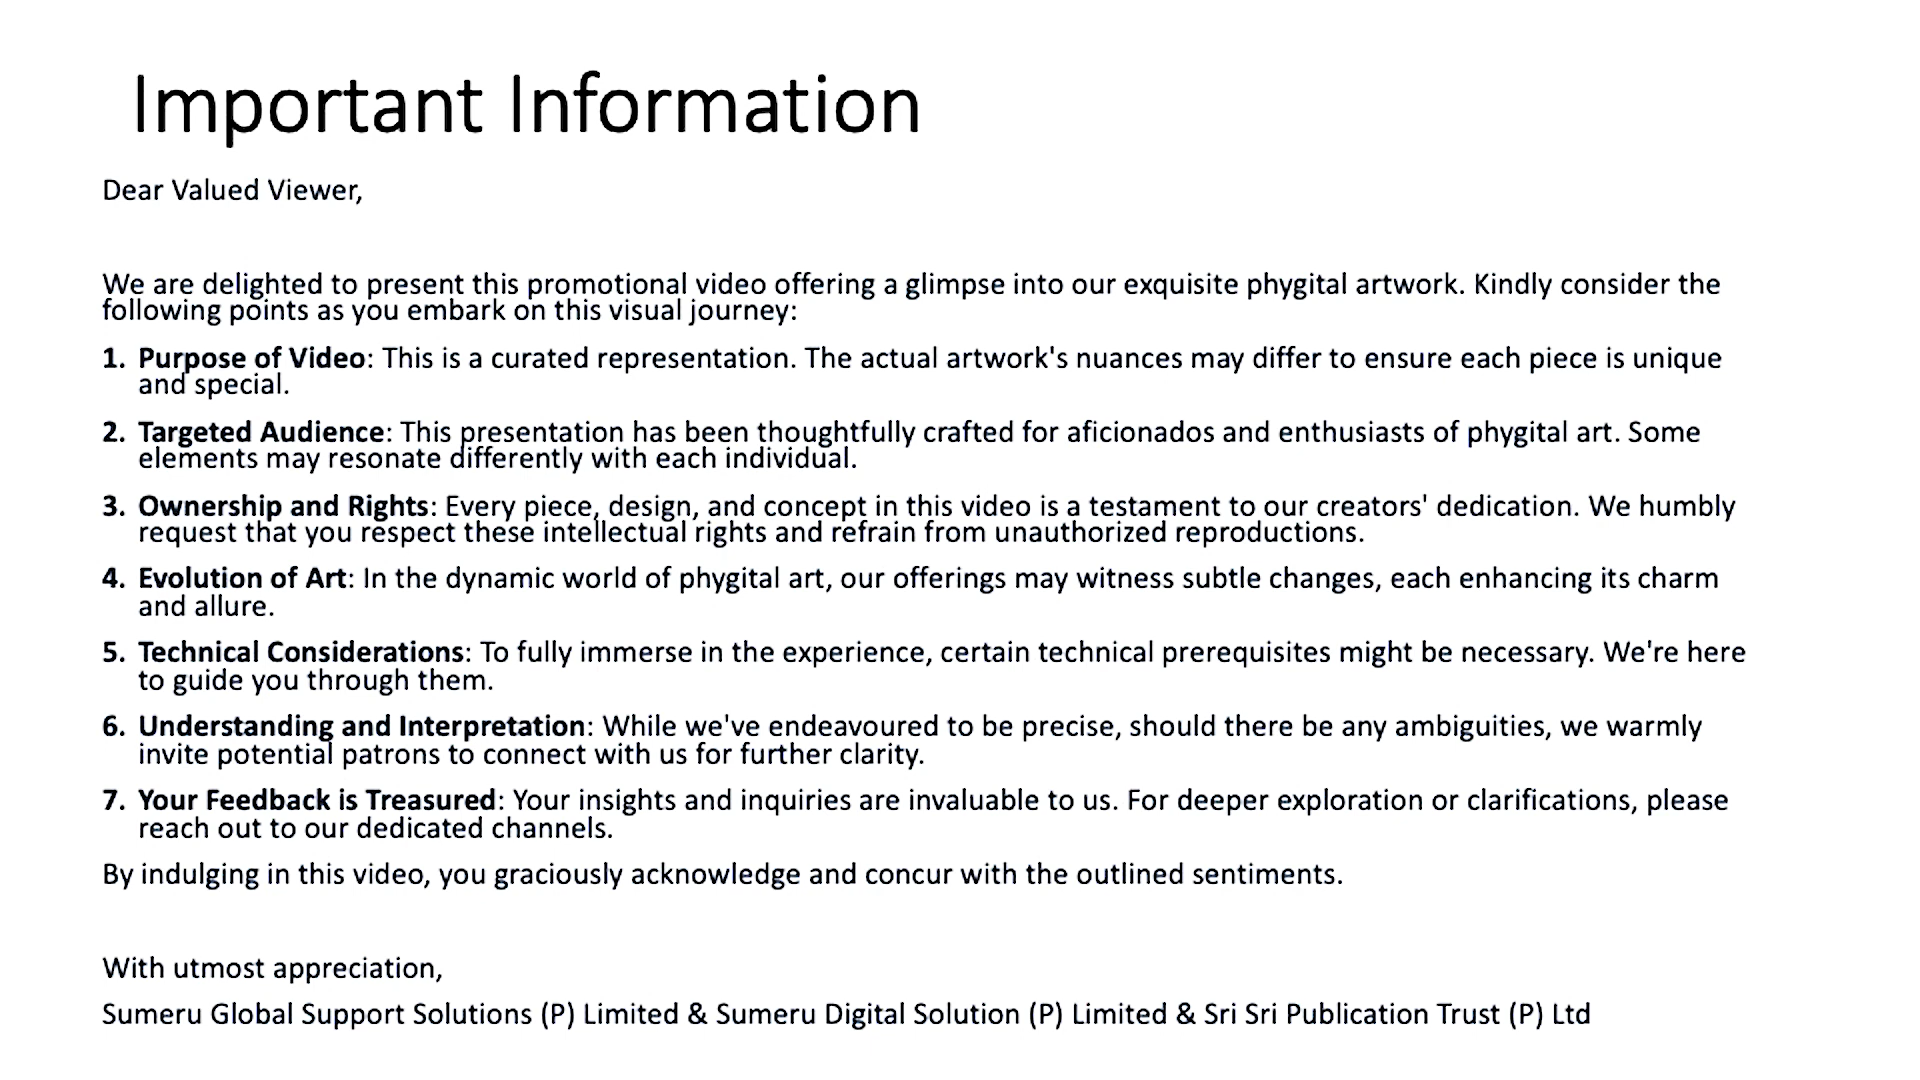 Important Information
Dear Valued Viewer,
We are delighted to present this promotional video offering a glimpse into our exquisite phygital artwork. Kindly consider the
following points as you embark on this visual journey:
1. Purpose of Video: This is a curated representation. The actual artwork's nuances may differ to ensure each piece is unique
and special.
2. Targeted Audience: This presentation has been thoughtfully crafted for aficionados and enthusiasts of phygital art. Some
elements may resonate differently with each individual.
3. Ownership and Rights: Every piece, design, and concept in this video is a testament to our creators' dedication. We humbly
request that you respect these intellectual rights and refrain from unauthorized reproductions.
4. Evolution of Art: In the dynamic world of phygital art, our offerings may witness subtle changes, each enhancing its charm
and allure.
5. Technical Considerations: To fully immerse in the experience, certain technical prerequisites might be necessary. We're here
to guide you through them.
6. Understanding and Interpretation: While we've endeavoured to be precise, should there be any ambiguities, we warmly
invite potential patrons to connect with us for further clarity.
7. Your Feedback is Treasured: Your insights and inquiries are invaluable to us. For deeper exploration or clarifications, please
reach out to our dedicated channels.
By indulging in this video, you graciously acknowledge and concur with the outlined sentiments.
With utmost appreciation,
Sumeru Global Support Solutions (P) Limited & Sumeru Digital Solution (P) Limited & Sri Sri Publication Trust (P) Ltd